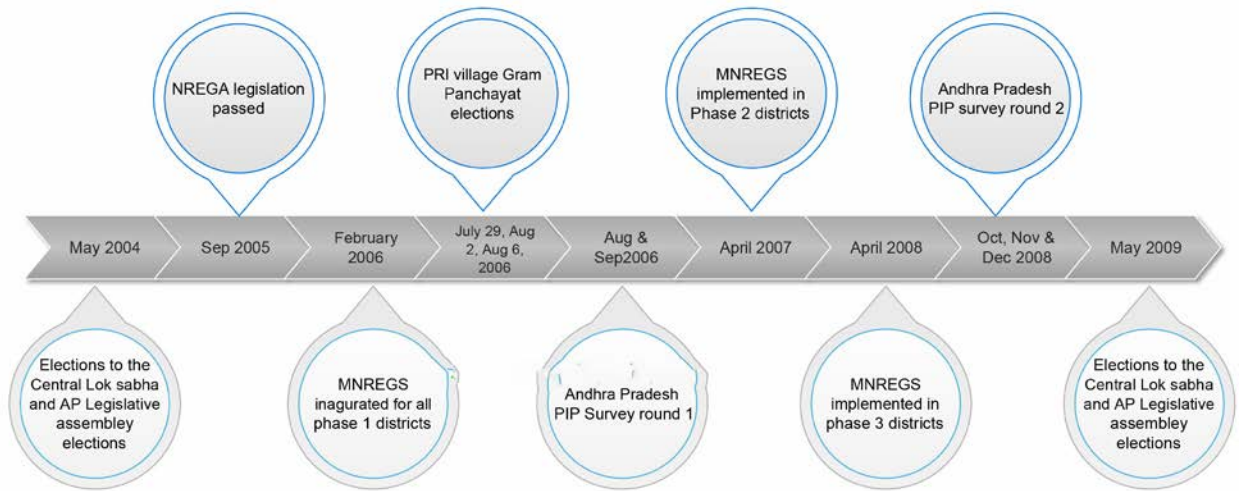 NREGA legislation
passed
PRI village Gram
Panchayat
elections
MNREGS
implemented in
Phase 2 districts
Andhra Pradesh
PIP survey round 2
May 2004
Sep 2005
February
2006
July 29, Aug
2, Aug 6,
2006
Aug &
Sep2006
April 2007
April 2008
Oct, Nov &
Dec 2008
May 2009
Elections to the
Central Lok sabha
and AP Legislative
assembley
elections
MNREGS
inagurated for all
phase 1 districts
Andhra Pradesh
PIP Survey round 1
MNREGS
implemented in
phase 3 districts
Elections to the
Central Lok sabha
and AP Legislative
assembley
elections